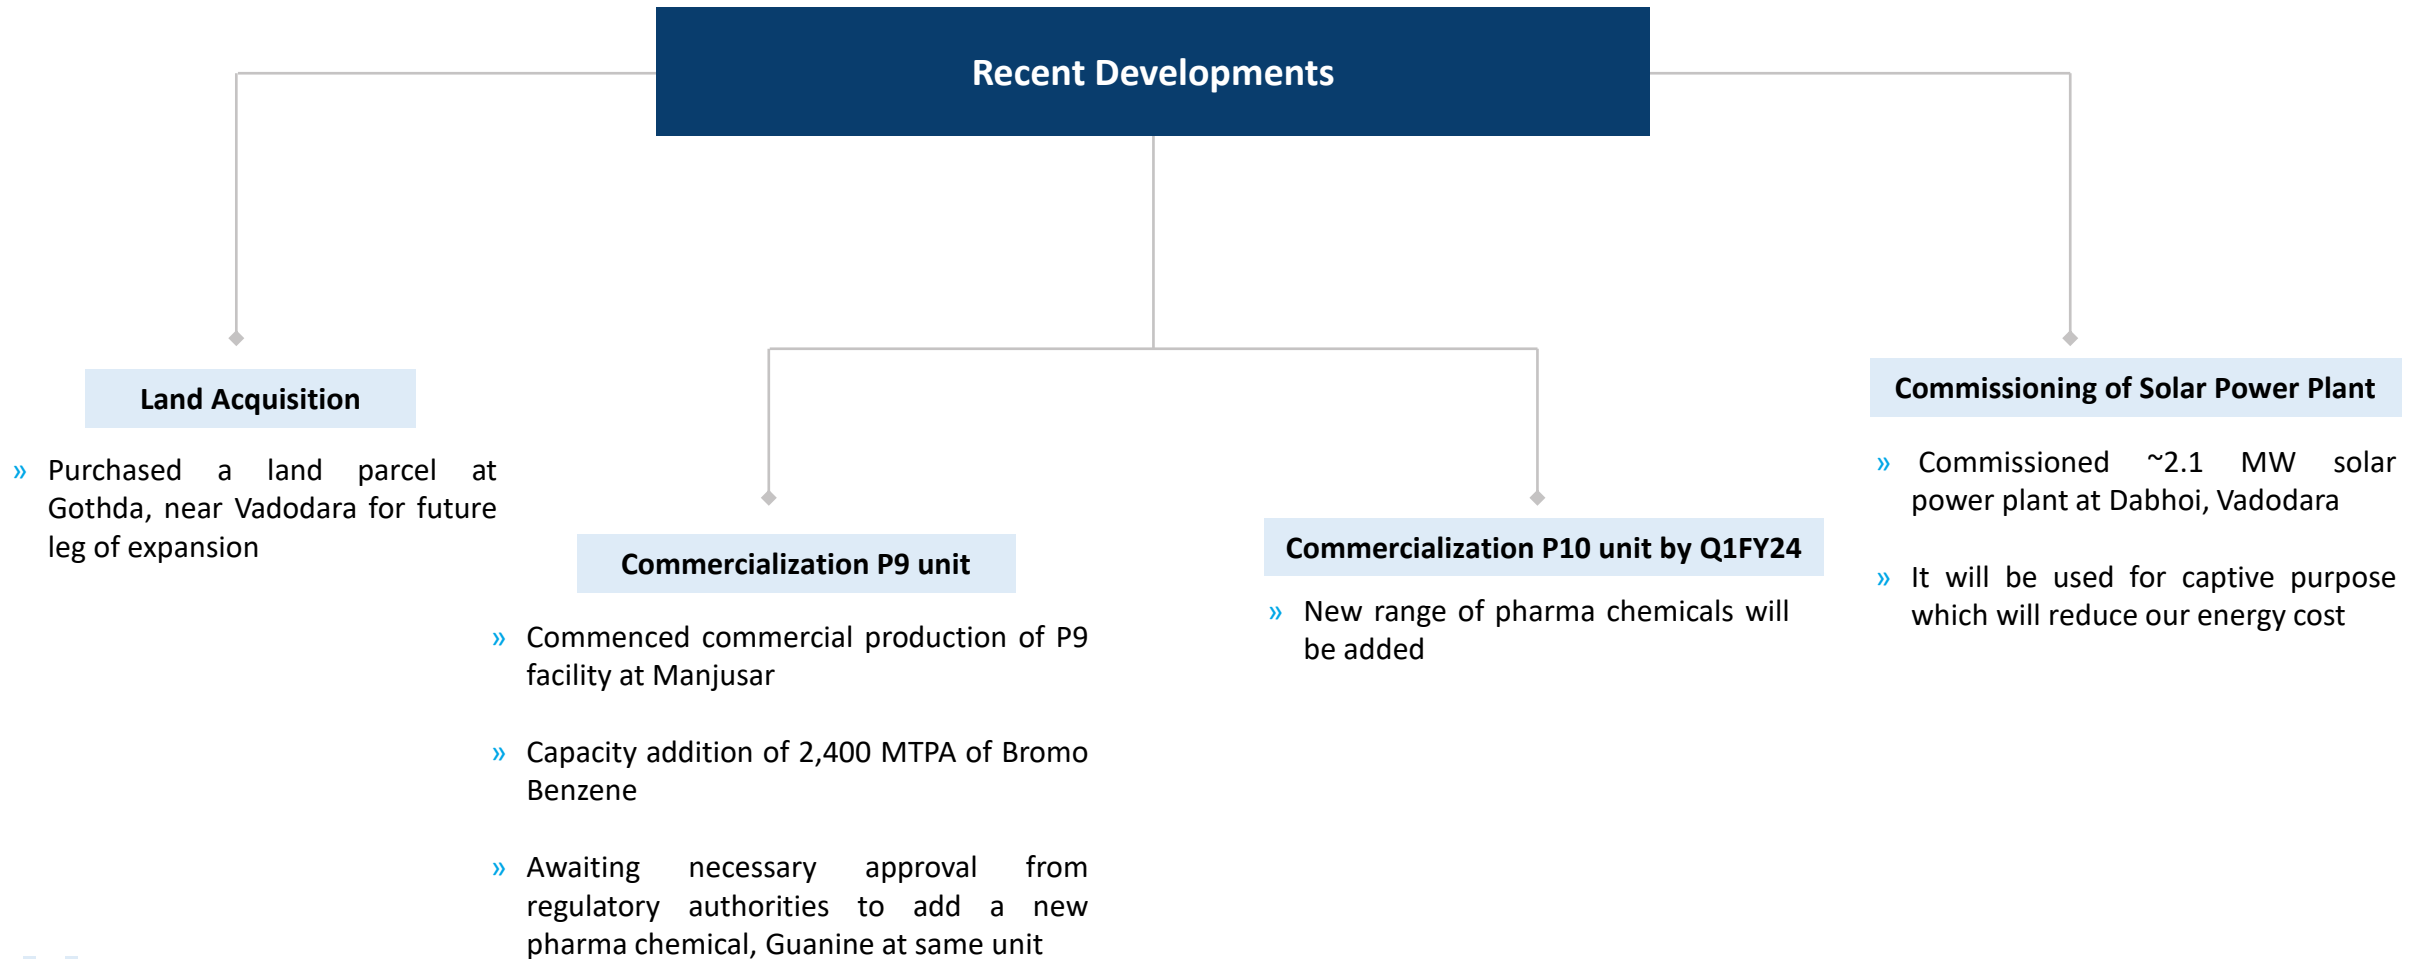 Recent Developments
Land Acquisition
» Purchased a land parcel at
Gothda, near Vadodara for future
leg of expansion
Commercialization P9 unit
» Commenced commercial production of P9
facility at Manjusar
» Capacity addition of 2,400 MTPA of Bromo
Benzene
» Awaiting necessary approval from
regulatory authorities to add a new
pharma chemical, Guanine at same unit
Commercialization P10 unit by Q1FY24
» New range of pharma chemicals will
be added
Commissioning of Solar Power Plant
» Commissioned ~2.1 MW solar
power plant at Dabhoi, Vadodara
» It will be used for captive purpose
which will reduce our energy cost